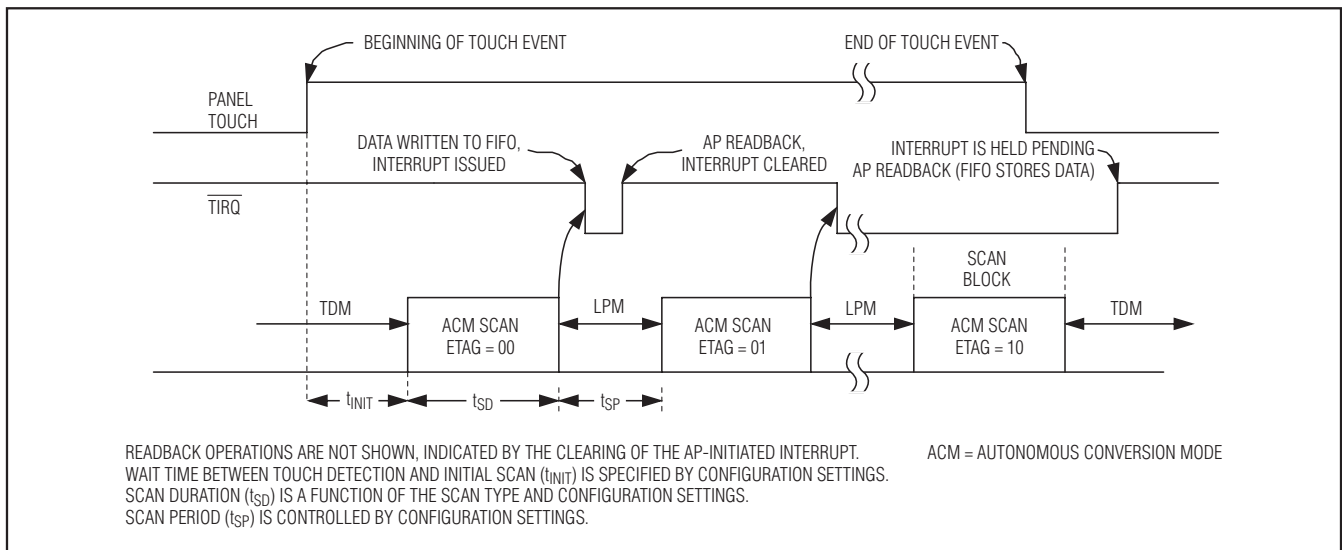 BEGINNING OF TOUCH EVENT
END OF TOUCH EVENT
PANEL
TOUCH
DATA WRITTEN TO FIFO,
INTERRUPT ISSUED
AP READBACK,
INTERRUPT CLEARED
INTERRUPT IS HELD PENDING
AP READBACK (FIFO STORES DATA)
TIRQ
SCAN
BLOCK
TDM
ACM SCAN
ETAG = 00
LPM
ACM SCAN
ETAG = 01
LPM
ACM SCAN
ETAG = 10
TDM
tINIT
tSD
tSP
READBACK OPERATIONS ARE NOT SHOWN, INDICATED BY THE CLEARING OF THE AP-INITIATED INTERRUPT.
ACM = AUTONOMOUS CONVERSION MODE
WAIT TIME BETWEEN TOUCH DETECTION AND INITIAL SCAN (tINIT) IS SPECIFIED BY CONFIGURATION SETTINGS.
SCAN DURATION (tSD) IS A FUNCTION OF THE SCAN TYPE AND CONFIGURATION SETTINGS.
SCAN PERIOD (tSP) IS CONTROLLED BY CONFIGURATION SETTINGS.